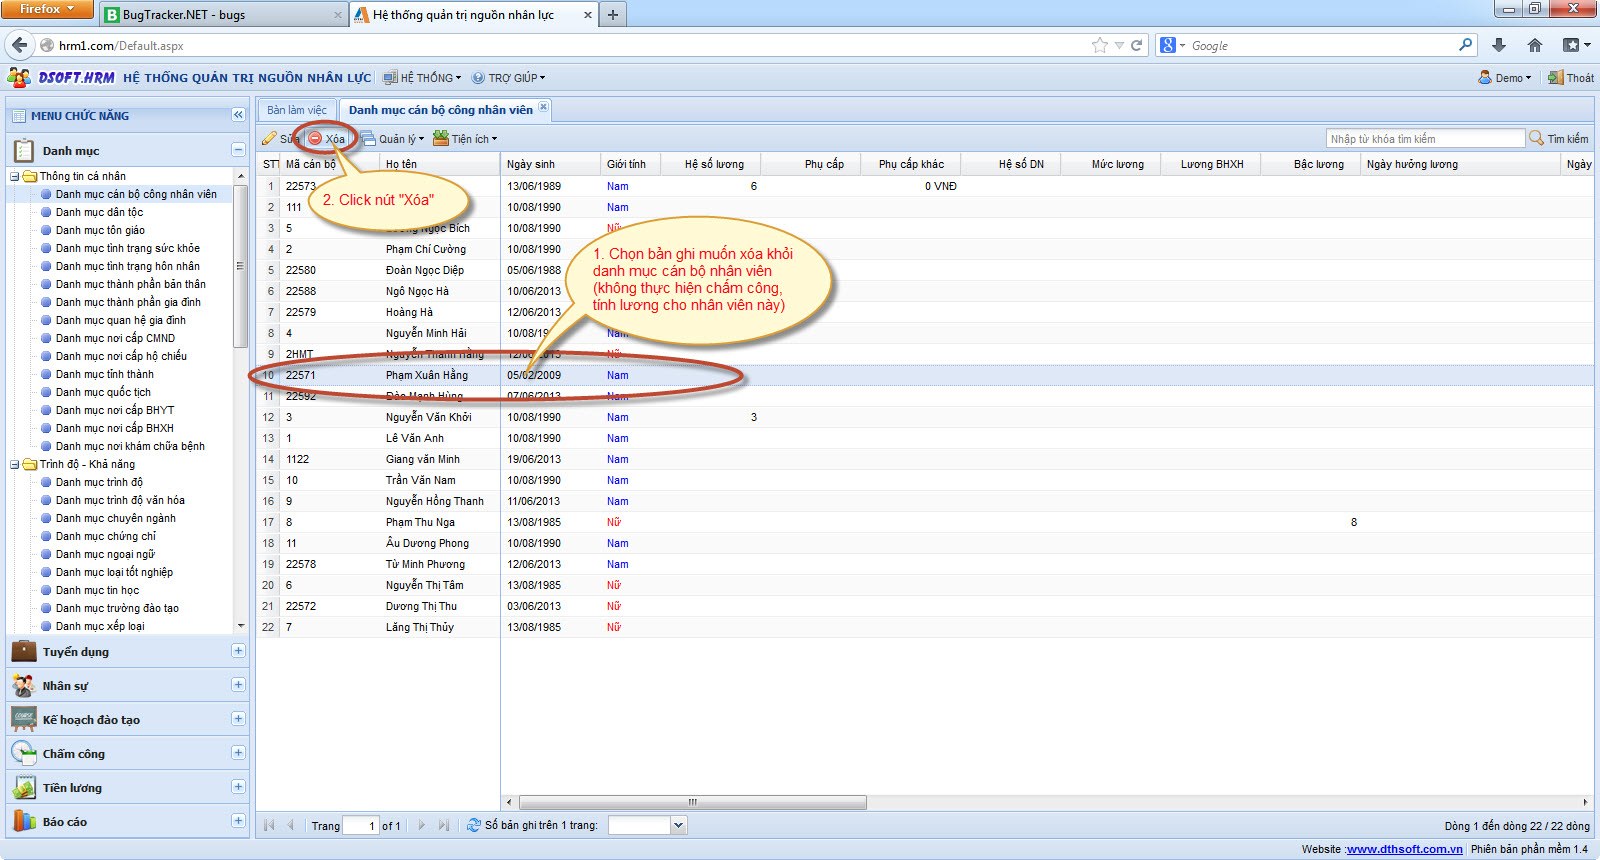 Firefox
BugTracker.NET - bugs
Hệ thống quản trị nguồn nhân lực
hrm1.com/Default.aspx
Google
DSOFT.HRM HỆ THỐNG QUẢN TRỊ NGUỒN NHÂN LỰC HỆ THỐNG TRỢ GIÚP Demo Thoát
MENU CHỨC NĂNG
Danh mục
Thông tin cá nhân
Danh mục cán bộ công nhân viên
Danh mục dân tộc
Danh mục tôn giáo
Danh mục tình trạng sức khỏe
Danh mục tình trạng hôn nhân
Danh mục thành phần bản thân
Danh mục thành phần gia đình
Danh mục quan hệ gia đình
Danh mục nơi cấp CMND
Danh mục nơi cấp hộ chiếu
Danh mục tỉnh thành
Danh mục quốc tịch
Danh mục nơi cấp BHYT
Danh mục nơi cấp BHXH
Danh mục nơi khám chữa bệnh
Trình độ - Khả năng
Danh mục trình độ
Danh mục trình độ văn hóa
Danh mục chuyên ngành
Danh mục chứng chỉ
Danh mục ngoại ngữ
Danh mục loại tốt nghiệp
Danh mục tin học
Danh mục trường đào tạo
Danh mục xếp loại
Tuyển dụng
Nhân sự
Kế hoạch đào tạo
Chấm công
Tiền lương
Báo cáo
Bàn làm việc
Danh mục cán bộ công nhân viên
Sửa Xóa Quản lý Tiện ích
Nhập từ khóa tìm kiếm Tìm kiếm
STT Mã cán bộ Họ tên Ngày sinh Giới tính Hệ số lương Phụ cấp Phụ cấp khác Hệ số DN Mức lương Lương BHXH Bậc lương Ngày hưởng lương Ngày
1 22573 13/06/1989 Nam 6 0 VNĐ
2 111 10/08/1990 Nam
3 5 Ngọc Bích 10/08/1990 Nữ
4 2 Phạm Chí Cường 10/08/1990
5 22580 Đoàn Ngọc Diệp 05/06/1988
6 22588 Ngô Ngọc Hà 10/06/2013
7 22579 Hoàng Hà 12/06/2013
8 4 Nguyễn Minh Hải 10/08/1990 Nam
9 2HMT Nguyễn Thanh Hằng 12/06/2013 Nữ
10 22571 Phạm Xuân Hằng 05/02/2009 Nam
11 22592 Đào Mạnh Hùng 07/06/2013 Nam
12 3 Nguyễn Văn Khởi 10/08/1990 Nam 3
13 1 Lê Văn Anh 10/08/1990 Nam
14 1122 Giang văn Minh 19/06/2013 Nam
15 10 Trần Văn Nam 10/08/1990 Nam
16 9 Nguyễn Hồng Thanh 11/06/2013 Nam
17 8 Phạm Thu Nga 13/08/1985 Nữ 8
18 11 Âu Dương Phong 10/08/1990 Nam
19 22578 Từ Minh Phương 12/06/2013 Nam
20 6 Nguyễn Thị Tâm 13/08/1985 Nữ
21 22572 Dương Thị Thu 03/06/2013 Nữ
22 7 Lăng Thị Thủy 13/08/1985 Nữ
2. Click nút "Xóa"
1. Chọn bản ghi muốn xóa khỏi
danh mục cán bộ nhân viên
(không thực hiện chấm công,
tính lương cho nhân viên này)
Trang 1 of 1 Số bản ghi trên 1 trang:
Dòng 1 đến dòng 22 / 22 dòng
Website :www.dthsoft.com.vn Phiên bản phần mềm 1.4